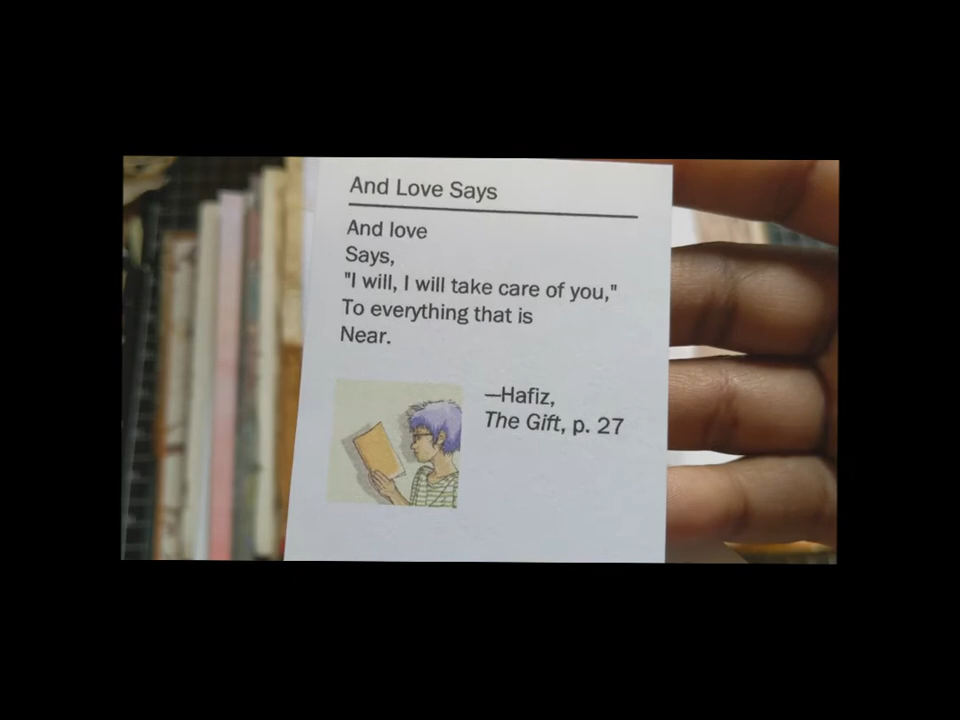 And Love Says
And love
Says,
"I will, I will take care of you,"
To everything that is
Near.
—Hafiz,
The Gift, p. 27